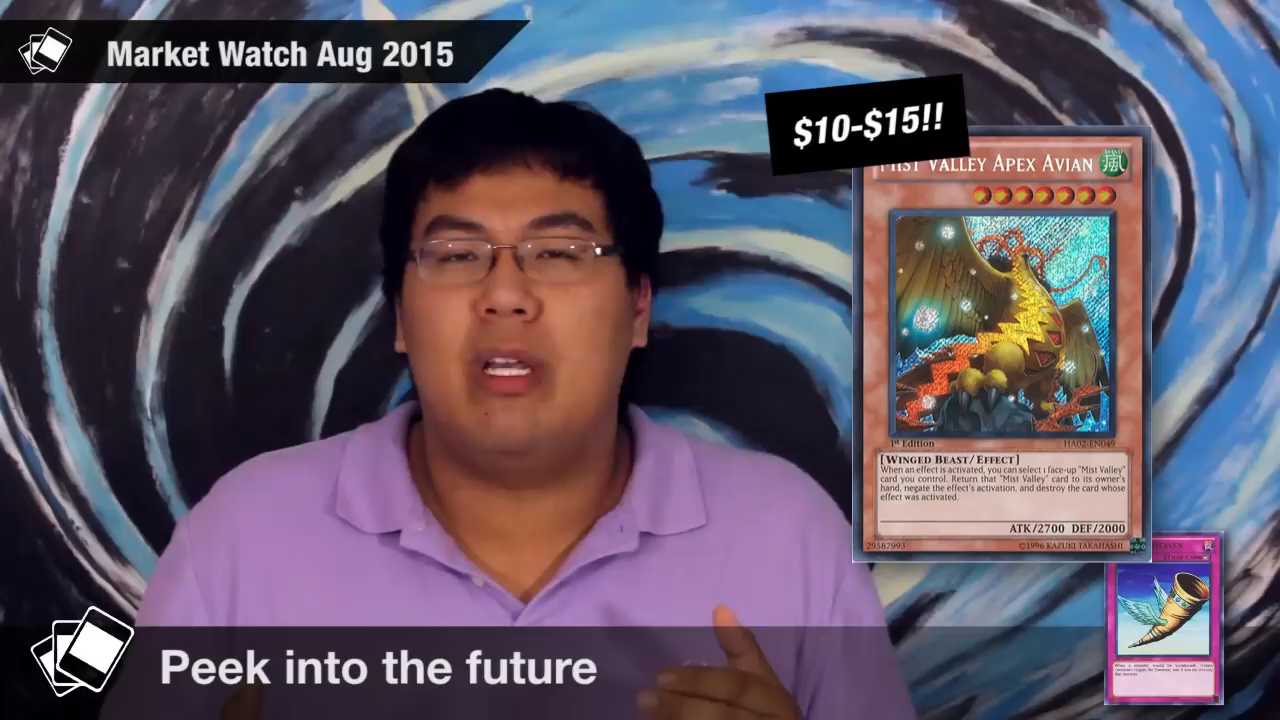 Market Watch Aug 2015
$10-$15!!
MIST VALLEY APEX AVIAN
1st Edition
HA02-EN049
[WINGED BEAST/EFFECT]
When an effect is activated, you can select 1 face-up "Mist Valley"
card you control. Return that "Mist Valley" card to its owner's
hand, negate the effect's activation, and destroy the card whose
effect was activated.
ATK/2700 DEF/2000
29587993
©1996 KAZUKI TAKAHASHI
HEAVEN
Peek into the future